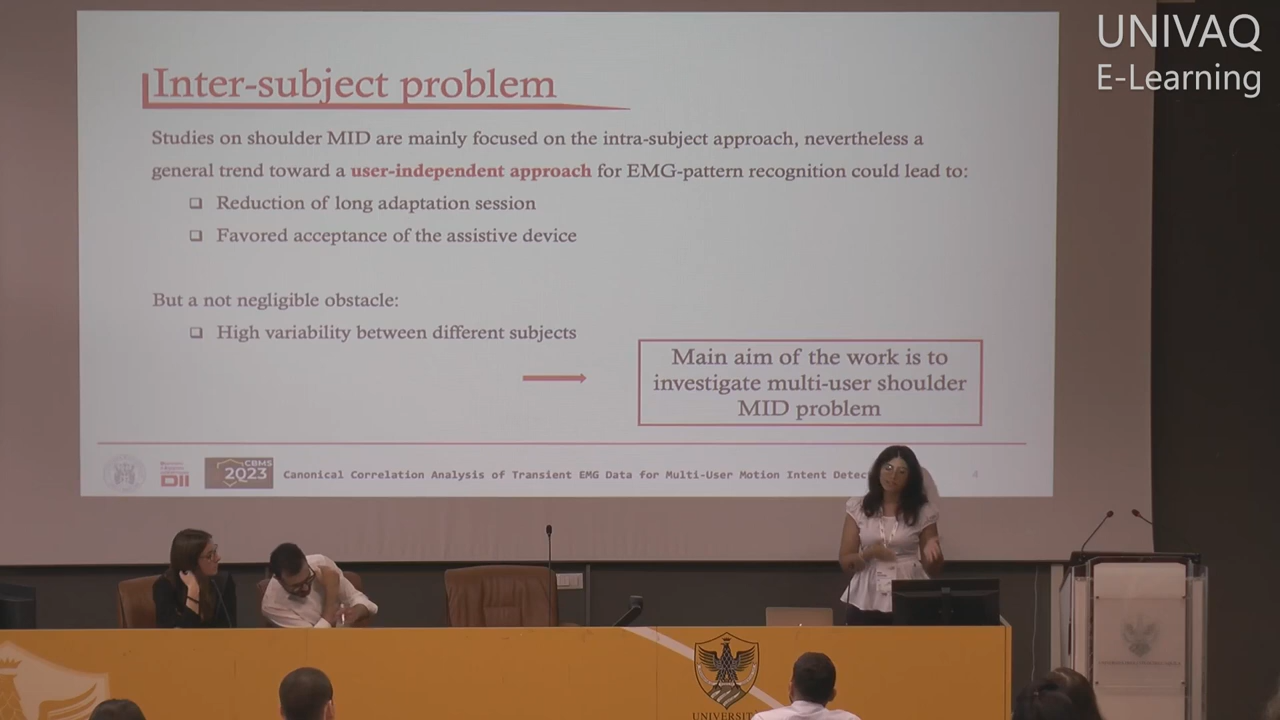 UNIVAQ
E-Learning
Inter-subject problem
Studies on shoulder MID are mainly focused on the intra-subject approach, nevertheless a
general trend toward a user-independent approach for EMG-pattern recognition could lead to:
Reduction of long adaptation session
Favored acceptance of the assistive device
But a not negligible obstacle:
High variability between different subjects
Main aim of the work is to
investigate multi-user shoulder
MID problem
DII
CBMS
2023
Canonical Correlation Analysis of Transient EMG Data for Multi-User Motion Intent Detec
4
UNIVERSIT